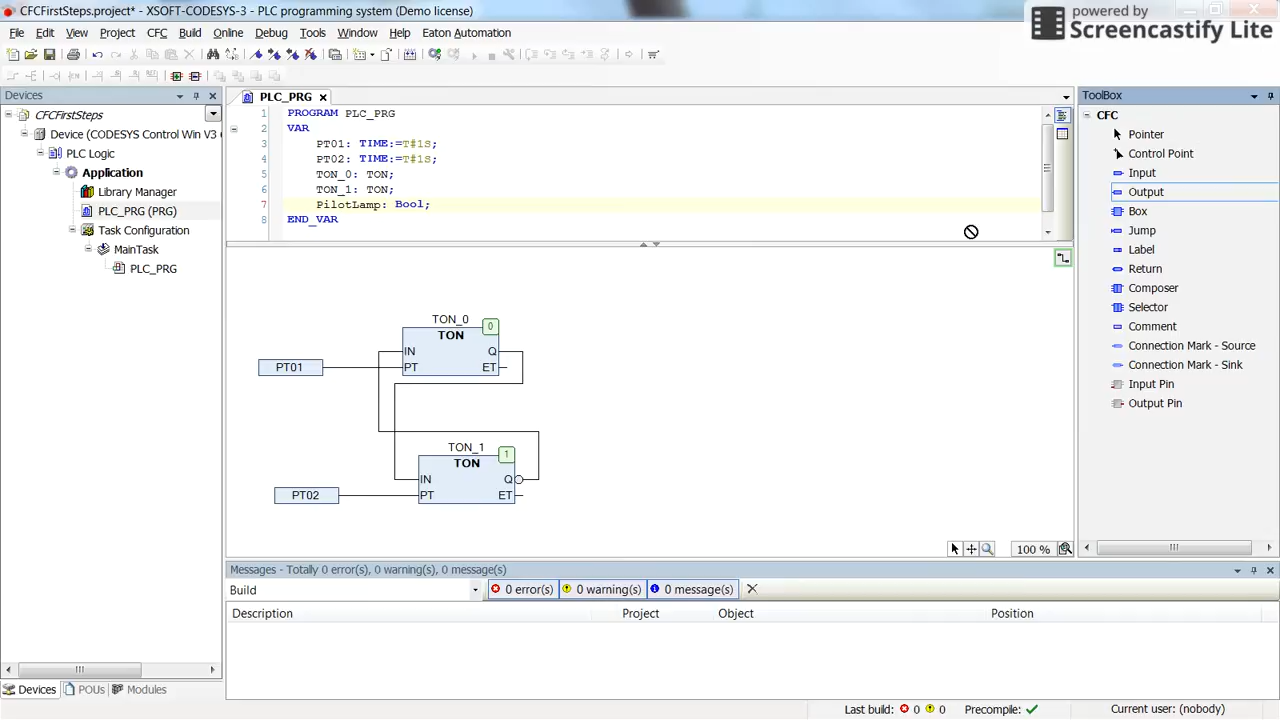 CFCFirstSteps.project* - XSOFT-CODESYS-3 - PLC programming system (Demo license)
powered by
Screencastify Lite
File Edit View Project CFC Build Online Debug Tools Window Help Eaton Automation
Devices
PLC_PRG
ToolBox
CFCFirstSteps
Device (CODESYS Control Win V3
PLC Logic
Application
Library Manager
PLC_PRG (PRG)
Task Configuration
MainTask
PLC_PRG
1 PROGRAM PLC_PRG
2 VAR
3 PT01: TIME:=T#1S;
4 PT02: TIME:=T#1S;
5 TON_0: TON;
6 TON_1: TON;
7 PilotLamp: Bool;
8 END_VAR
TON_0
0
TON
IN Q
PT01
PT ET
TON_1
1
TON
IN Q
PT02
PT ET
100 %
CFC
Pointer
Control Point
Input
Output
Box
Jump
Label
Return
Composer
Selector
Comment
Connection Mark - Source
Connection Mark - Sink
Input Pin
Output Pin
Messages - Totally 0 error(s), 0 warning(s), 0 message(s)
Build
0 error(s) 0 warning(s) 0 message(s)
Description Project Object Position
Devices POUs Modules
Last build: 0 0 Precompile: Current user: (nobody)